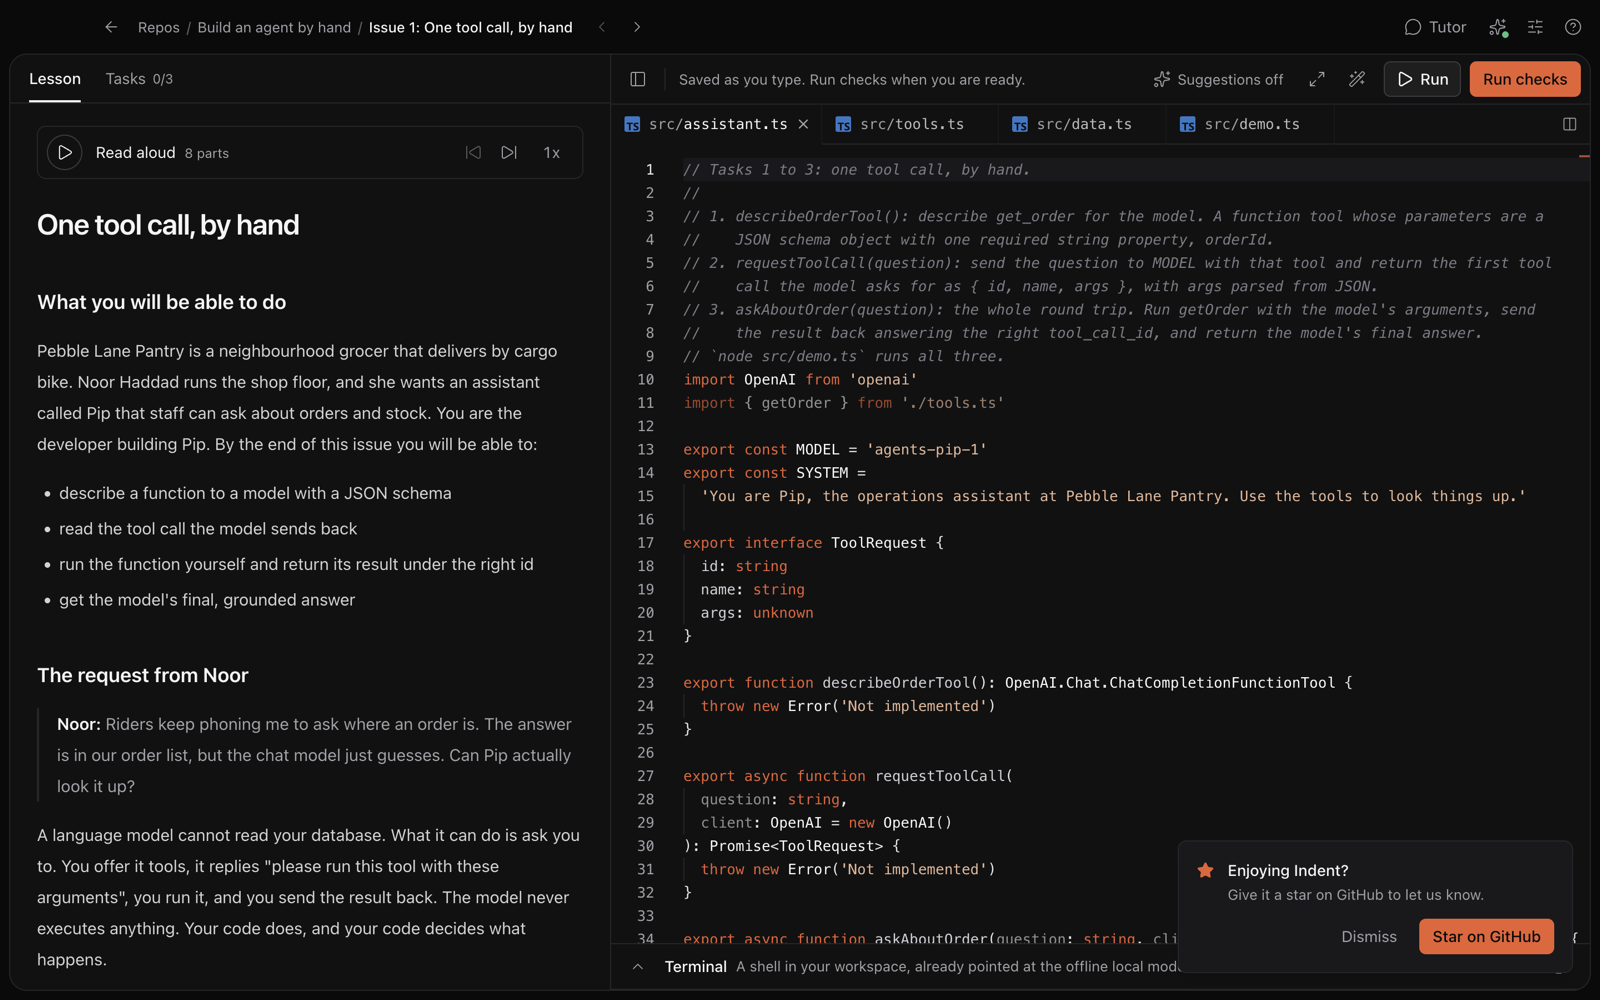 Repos / Build an agent by hand / Issue 1: One tool call, by hand
Tutor
Lesson
Tasks 0/3
Read aloud 8 parts
1x
One tool call, by hand
What you will be able to do
Pebble Lane Pantry is a neighbourhood grocer that delivers by cargo
bike. Noor Haddad runs the shop floor, and she wants an assistant
called Pip that staff can ask about orders and stock. You are the
developer building Pip. By the end of this issue you will be able to:
• describe a function to a model with a JSON schema
• read the tool call the model sends back
• run the function yourself and return its result under the right id
• get the model's final, grounded answer
The request from Noor
Noor: Riders keep phoning me to ask where an order is. The answer
is in our order list, but the chat model just guesses. Can Pip actually
look it up?
A language model cannot read your database. What it can do is ask you
to. You offer it tools, it replies "please run this tool with these
arguments", you run it, and you send the result back. The model never
executes anything. Your code does, and your code decides what
happens.
Saved as you type. Run checks when you are ready.
Suggestions off
Run
Run checks
TS src/assistant.ts
TS src/tools.ts
TS src/data.ts
TS src/demo.ts
1 // Tasks 1 to 3: one tool call, by hand.
2 //
3 // 1. describeOrderTool(): describe get_order for the model. A function tool whose parameters are a
4 //    JSON schema object with one required string property, orderId.
5 // 2. requestToolCall(question): send the question to MODEL with that tool and return the first tool
6 //    call the model asks for as { id, name, args }, with args parsed from JSON.
7 // 3. askAboutOrder(question): the whole round trip. Run getOrder with the model's arguments, send
8 //    the result back answering the right tool_call_id, and return the model's final answer.
9 // `node src/demo.ts` runs all three.
10 import OpenAI from 'openai'
11 import { getOrder } from './tools.ts'
12
13 export const MODEL = 'agents-pip-1'
14 export const SYSTEM =
15   'You are Pip, the operations assistant at Pebble Lane Pantry. Use the tools to look things up.'
16
17 export interface ToolRequest {
18   id: string
19   name: string
20   args: unknown
21 }
22
23 export function describeOrderTool(): OpenAI.Chat.ChatCompletionFunctionTool {
24   throw new Error('Not implemented')
25 }
26
27 export async function requestToolCall(
28   question: string,
29   client: OpenAI = new OpenAI()
30 ): Promise<ToolRequest> {
31   throw new Error('Not implemented')
32 }
33
34 export async function askAboutOrder(question: string, cli
Enjoying Indent?
Give it a star on GitHub to let us know.
Dismiss
Star on GitHub
Terminal A shell in your workspace, already pointed at the offline local